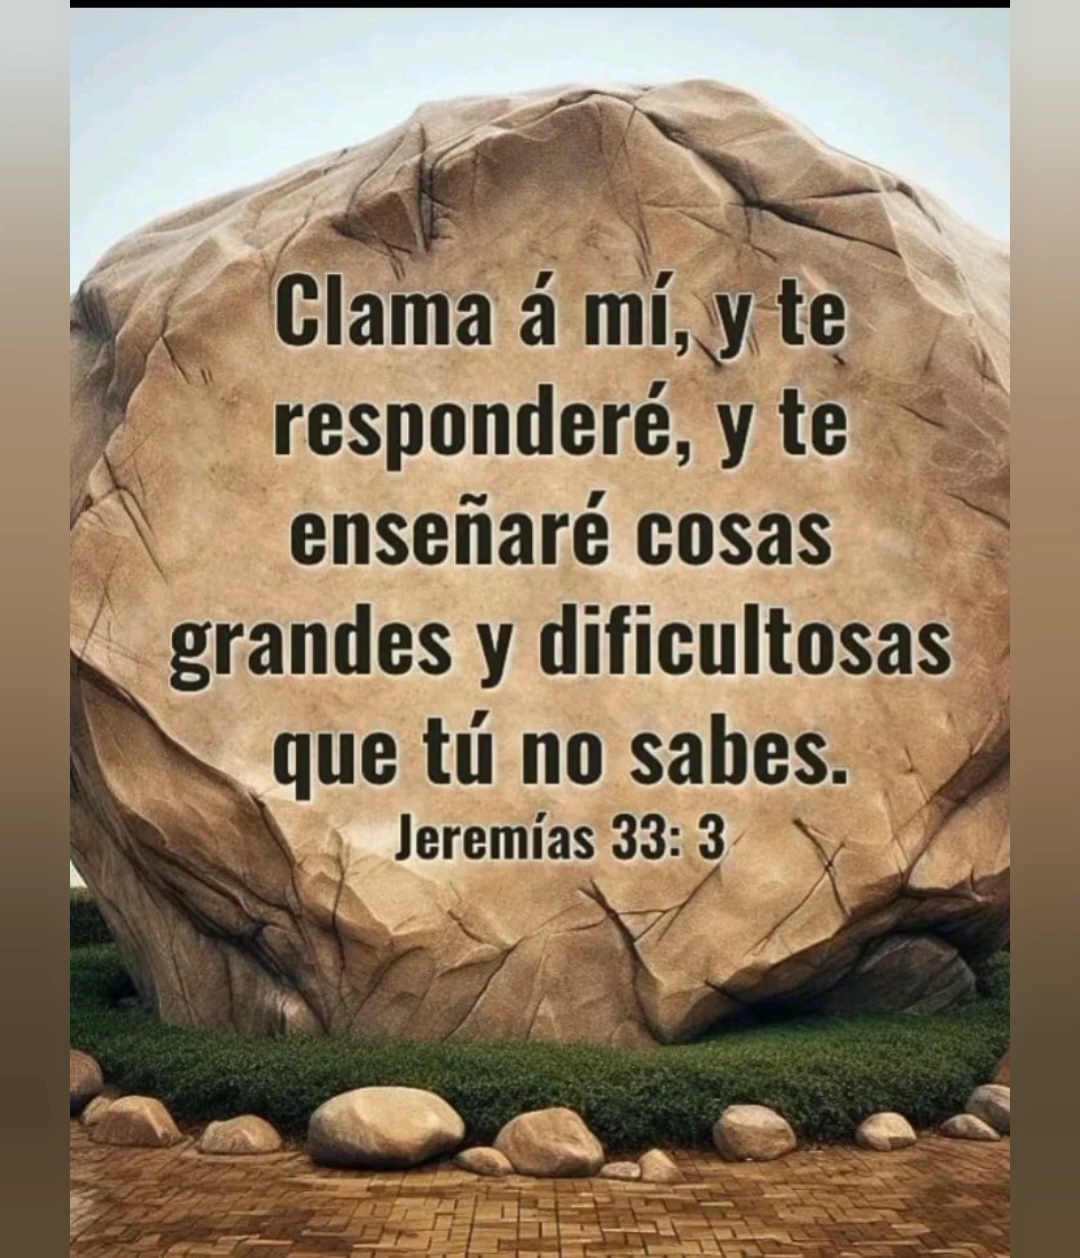 Clama á mí, y te
responderé, y te
enseñaré cosas
grandes y dificultosas
que tú no sabes.
Jeremías 33: 3